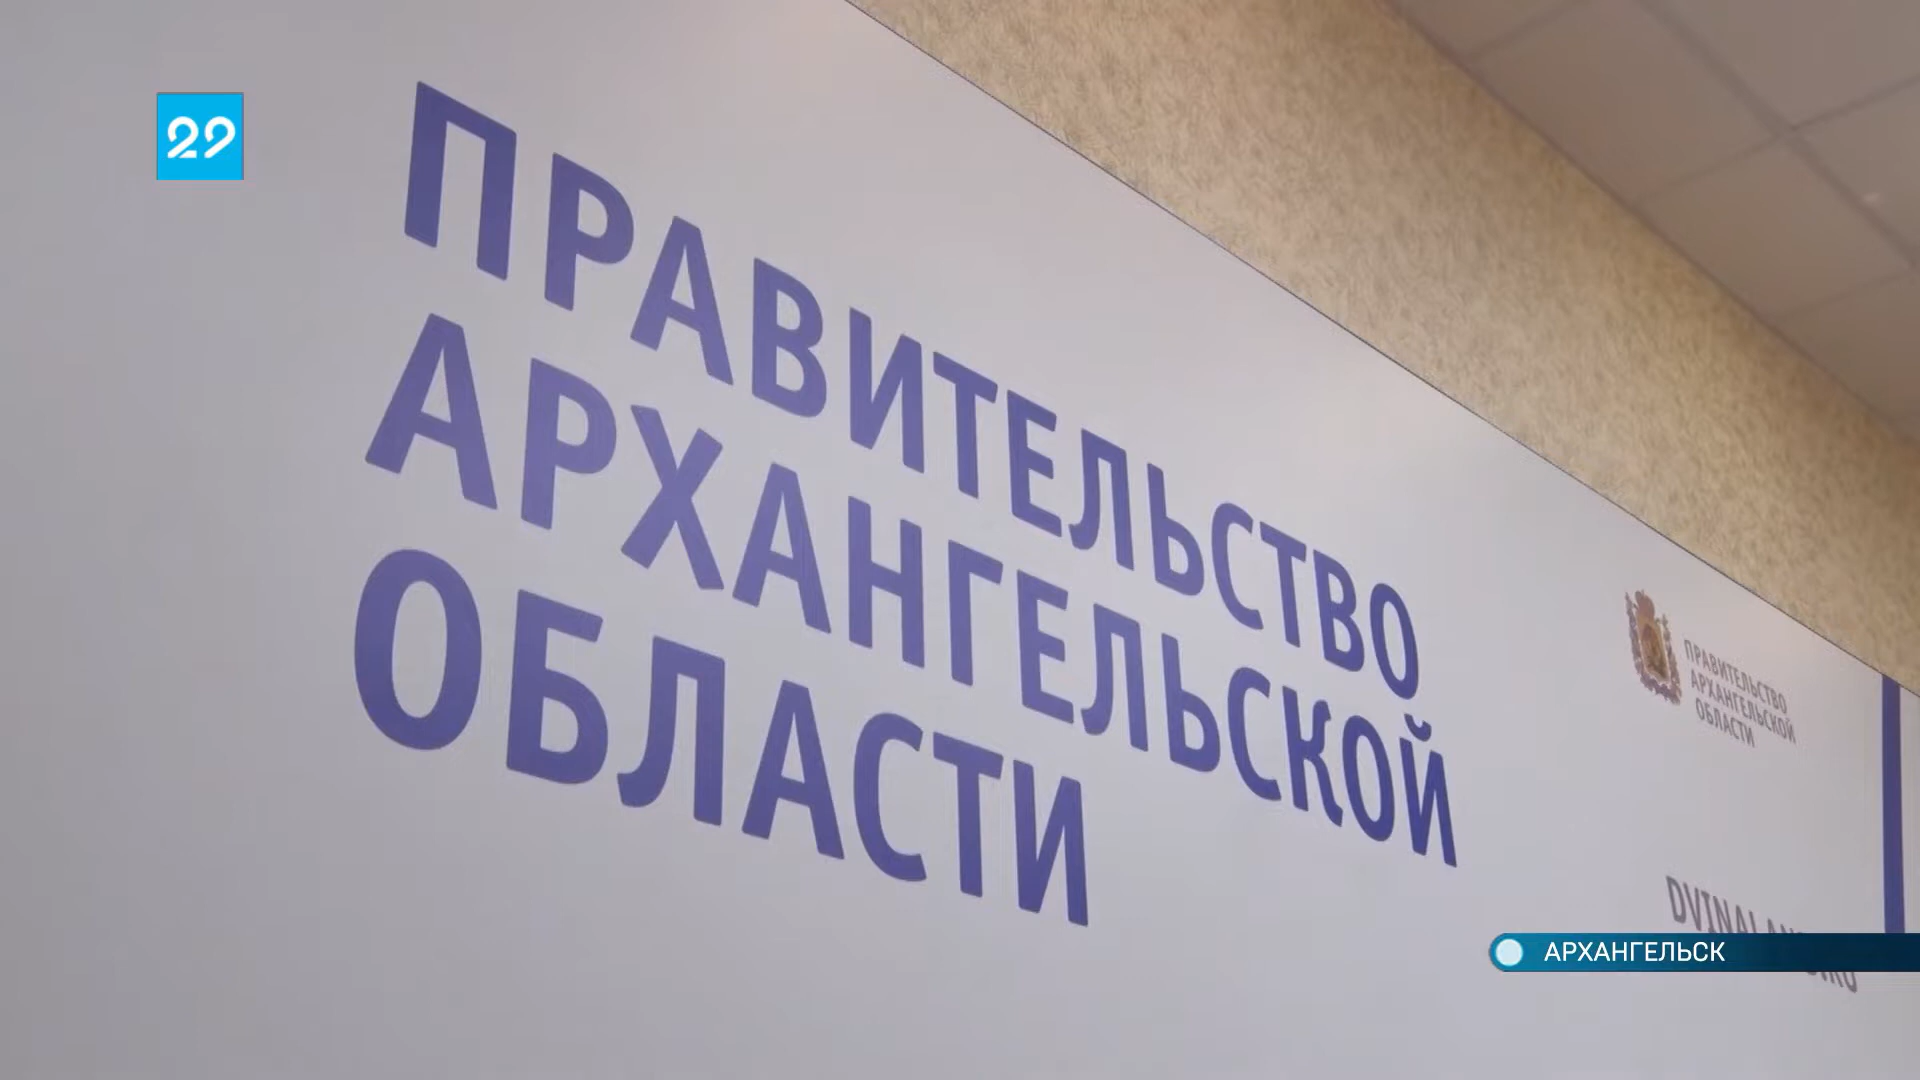 29
ПРАВИТЕЛЬСТВО
АРХАНГЕЛЬСКОЙ
ОБЛАСТИ
ПРАВИТЕЛЬСТВО
АРХАНГЕЛЬСКОЙ
ОБЛАСТИ
АРХАНГЕЛЬСК